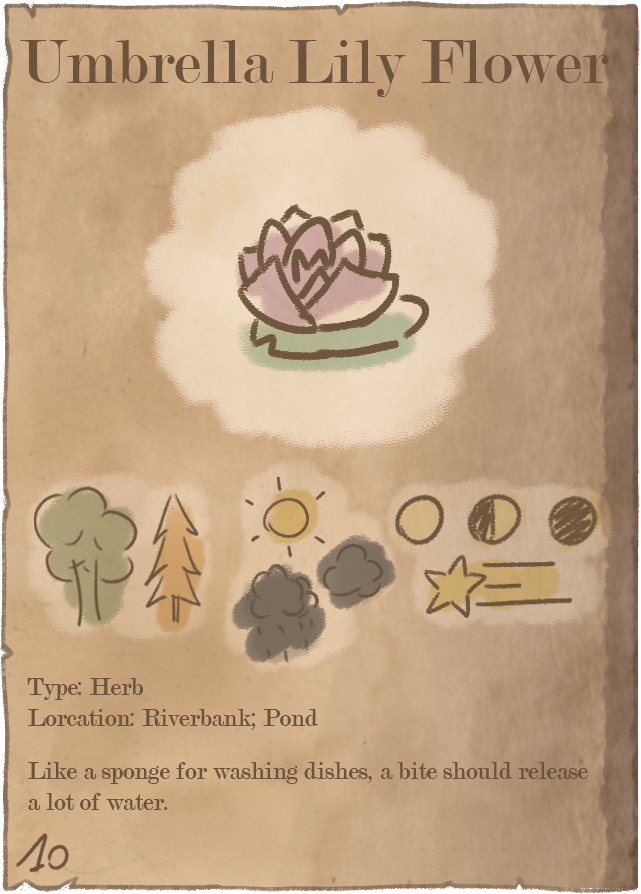 Umbrella Lily Flower
Type: Herb
Lorcation: Riverbank; Pond
Like a sponge for washing dishes, a bite should release
a lot of water.
10